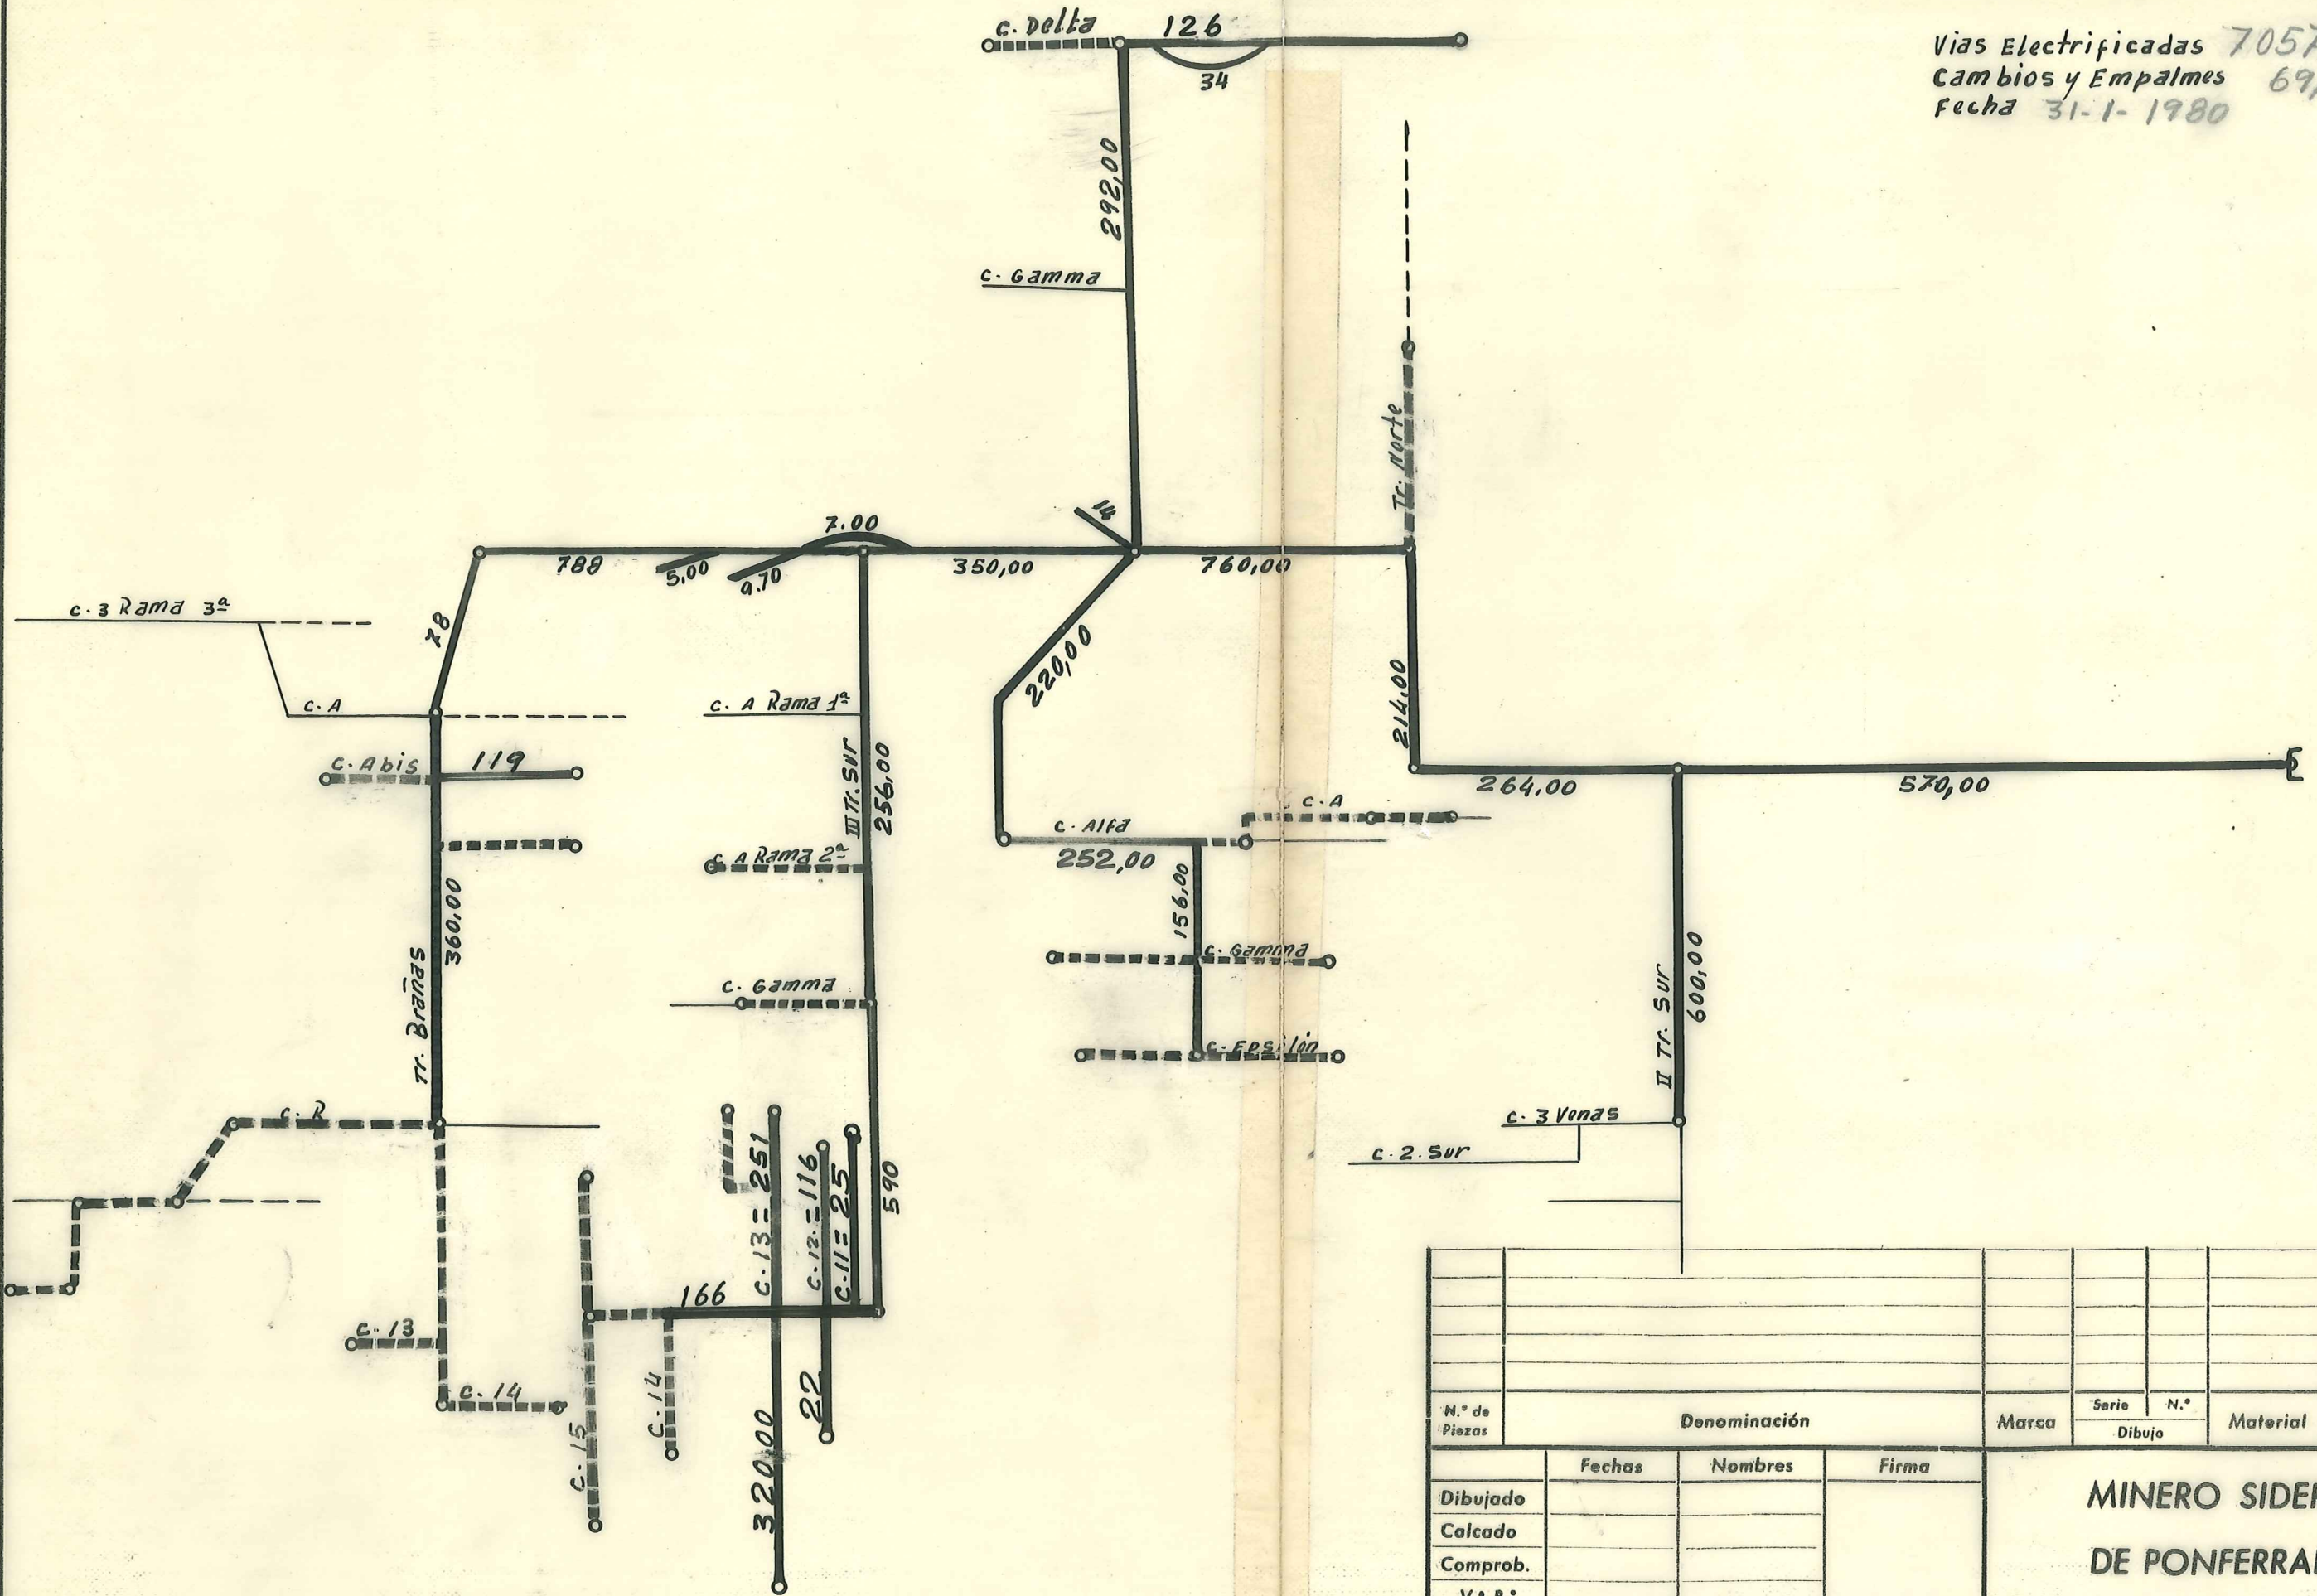 c. Delta
126
34
Vias Electrificadas 7057
Cambios y Empalmes 69,
Fecha 31-1-1980
292,00
c. Gamma
Tr. Norte
14
7.00
788
5,00
9.70
350,00
760,00
c. 3 Rama 3ª
78
220,00
c. A
c. A Rama 1ª
214,00
c. Abis
119
III Tr. Sur
256,00
264,00
570,00
c. A
c. Alfa
252,00
c. A Rama 2ª
360,00
156,00
Tr. Brañas
c. Gamma
c. Gamma
II Tr. Sur
600,00
c. Epsilón
c. R
c. 3 Venas
c. 2. Sur
c. 13 = 251
c. 12. = 116
c. 11 = 25
590
166
c. 13
c. 14
c. 15
c. 14
320,00
22
N.º de Piezas
Denominación
Marca
Serie
N.º
Dibujo
Material
Fechas
Nombres
Firma
Dibujado
Calcado
Comprob.
V.º B.º
MINERO SIDER
DE PONFERRA